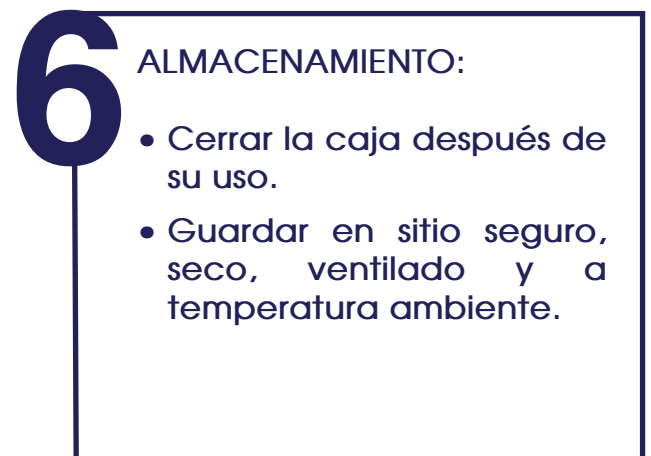 6
ALMACENAMIENTO:
• Cerrar la caja después de
su uso.
• Guardar en sitio seguro,
seco, ventilado y a
temperatura ambiente.